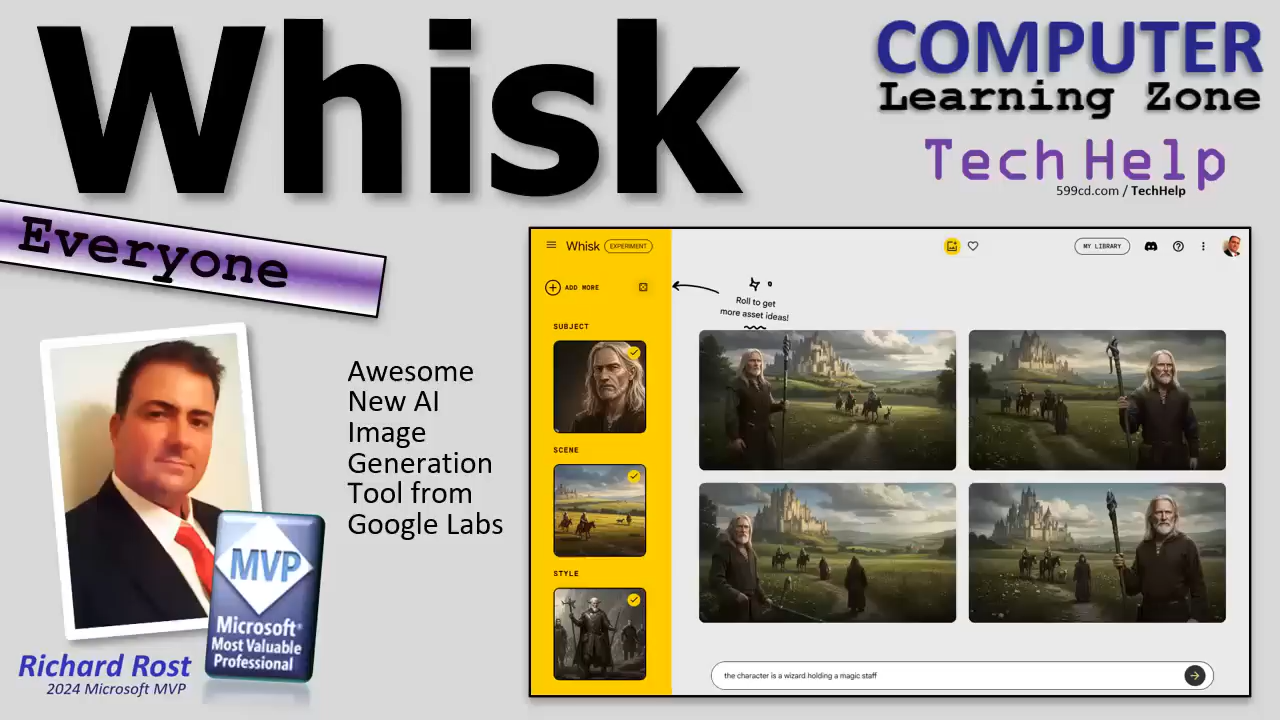 Whisk
COMPUTER
Learning Zone
TechHelp
599cd.com / TechHelp
Everyone
Awesome
New AI
Image
Generation
Tool from
Google Labs
MVP
Microsoft®
Most Valuable
Professional
Richard Rost
2024 Microsoft MVP
Whisk EXPERIMENT
MY LIBRARY
ADD MORE
Roll to get
more asset ideas!
SUBJECT
SCENE
STYLE
the character is a wizard holding a magic staff